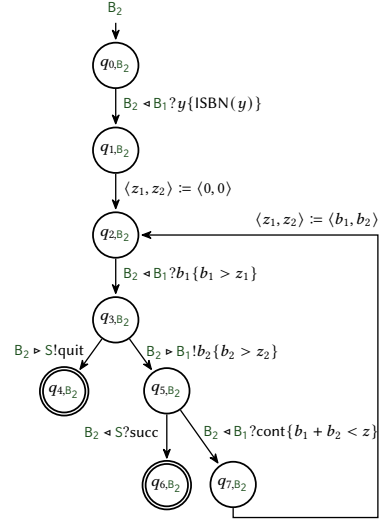 B₂
q₀,B₂
B₂ ◁ B₁?y{ISBN(y)}
q₁,B₂
⟨z₁, z₂⟩ := ⟨0, 0⟩
⟨z₁, z₂⟩ := ⟨b₁, b₂⟩
q₂,B₂
B₂ ◁ B₁?b₁{b₁ > z₁}
q₃,B₂
B₂ ▷ S!quit
B₂ ▷ B₁!b₂{b₂ > z₂}
q₄,B₂
q₅,B₂
B₂ ◁ S?succ
B₂ ◁ B₁?cont{b₁ + b₂ < z}
q₆,B₂
q₇,B₂